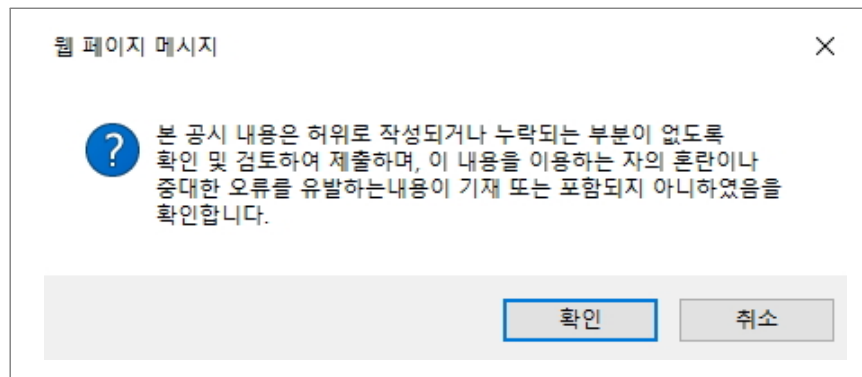 웹 페이지 메시지
본 공시 내용은 허위로 작성되거나 누락되는 부분이 없도록
확인 및 검토하여 제출하며, 이 내용을 이용하는 자의 혼란이나
중대한 오류를 유발하는내용이 기재 또는 포함되지 아니하였음을
확인합니다.
확인
취소